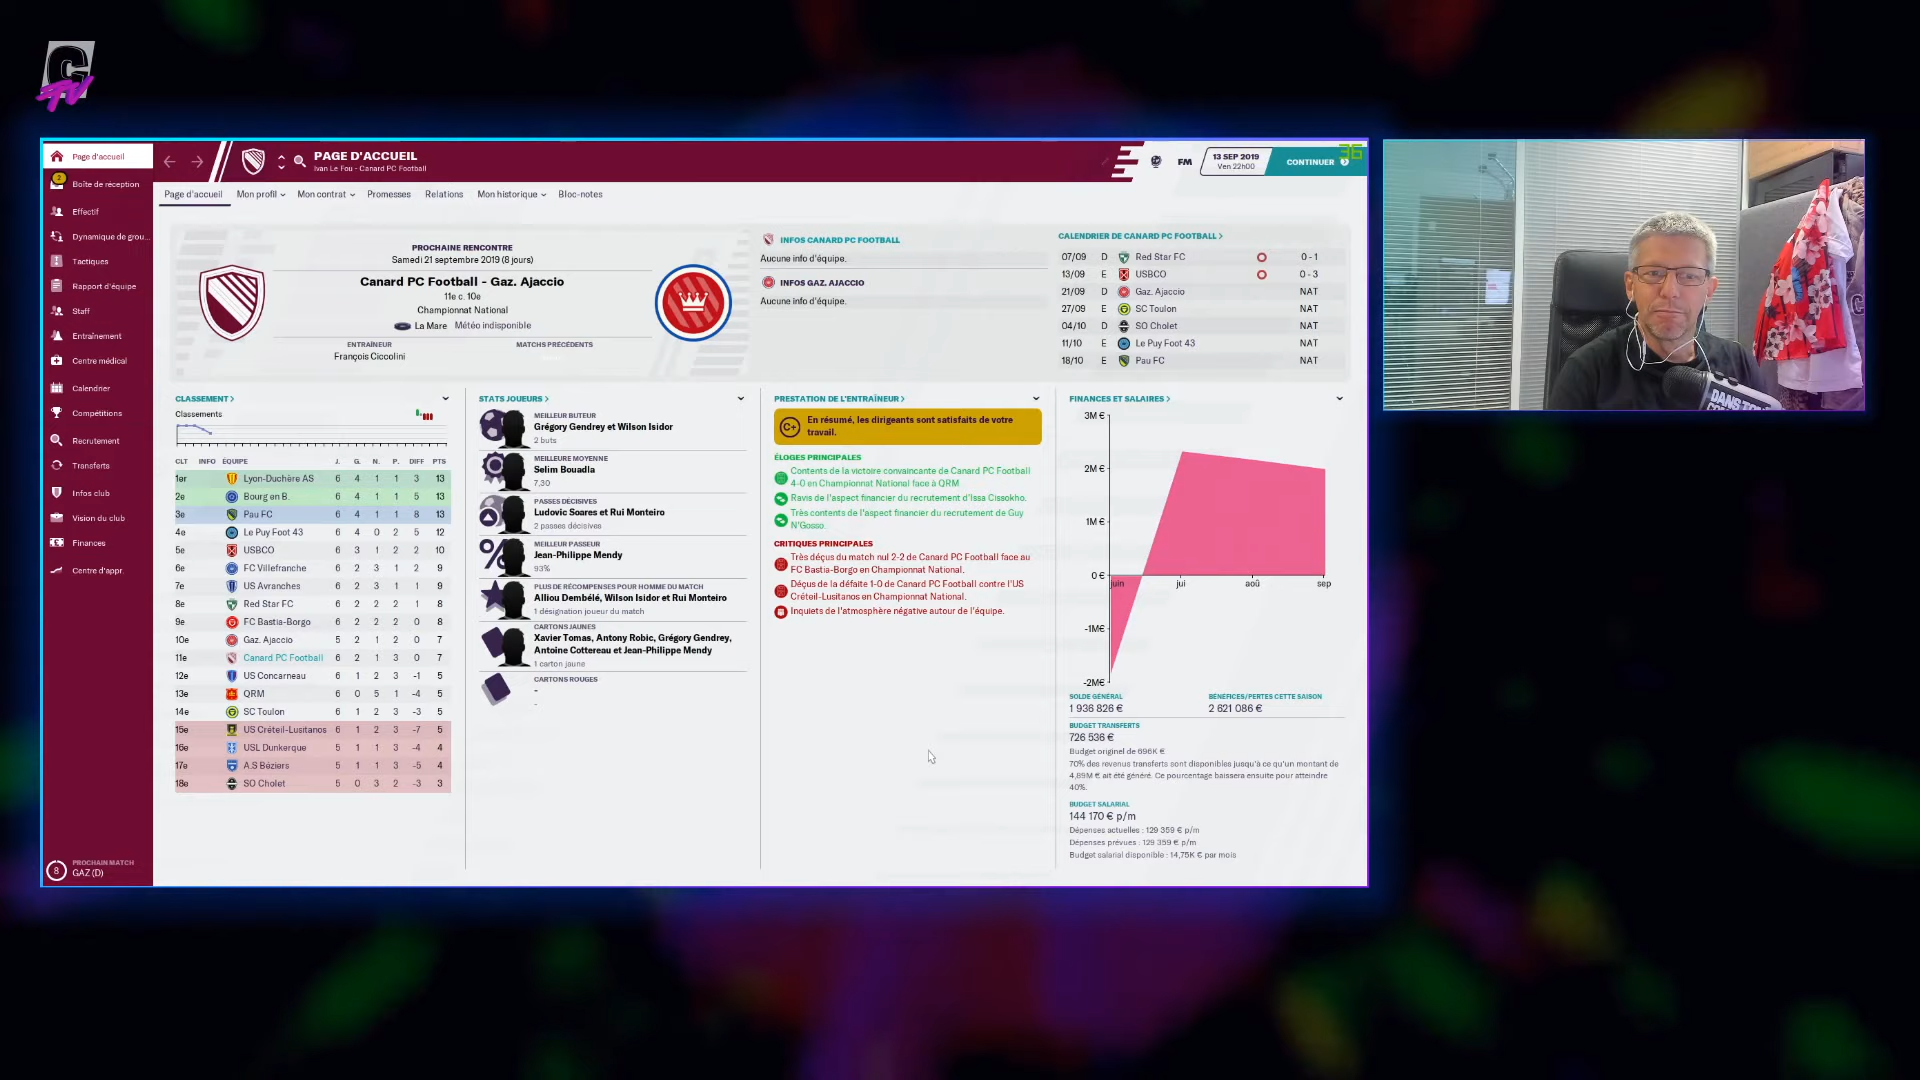 C
TV
Page d'accueil
2
Boîte de réception
Effectif
Dynamique de grou...
Tactiques
Rapport d'équipe
Staff
Entraînement
Centre médical
Calendrier
Compétitions
Recrutement
Transferts
Infos club
Vision du club
Finances
Centre d'appr.
8
PROCHAIN MATCH
GAZ (D)
PAGE D'ACCUEIL
Ivan Le Fou - Canard PC Football
FM
13 SEP 2019
Ven 22h00
CONTINUER
36
Page d'accueil
Mon profil
Mon contrat
Promesses
Relations
Mon historique
Bloc-notes
PROCHAINE RENCONTRE
Samedi 21 septembre 2019 (8 jours)
Canard PC Football - Gaz. Ajaccio
11e c. 10e
Championnat National
La Mare Météo indisponible
ENTRAÎNEUR MATCHS PRÉCÉDENTS
François Ciccolini
INFOS CANARD PC FOOTBALL
Aucune info d'équipe.
INFOS GAZ. AJACCIO
Aucune info d'équipe.
CALENDRIER DE CANARD PC FOOTBALL
07/09 D Red Star FC 0 - 1
13/09 E USBCO 0 - 3
21/09 D Gaz. Ajaccio NAT
27/09 E SC Toulon NAT
04/10 D SO Cholet NAT
11/10 E Le Puy Foot 43 NAT
18/10 E Pau FC NAT
CLASSEMENT
Classements
CLT INFO ÉQUIPE J. G. N. P. DIFF PTS
1er Lyon-Duchère AS 6 4 1 1 3 13
2e Bourg en B. 6 4 1 1 5 13
3e Pau FC 6 4 1 1 8 13
4e Le Puy Foot 43 6 4 0 2 5 12
5e USBCO 6 3 1 2 2 10
6e FC Villefranche 6 2 3 1 2 9
7e US Avranches 6 2 3 1 1 9
8e Red Star FC 6 2 2 2 1 8
9e FC Bastia-Borgo 6 2 2 2 0 8
10e Gaz. Ajaccio 5 2 1 2 0 7
11e Canard PC Football 6 2 1 3 0 7
12e US Concarneau 6 1 2 3 -1 5
13e QRM 6 0 5 1 -4 5
14e SC Toulon 6 1 2 3 -3 5
15e US Créteil-Lusitanos 6 1 2 3 -7 5
16e USL Dunkerque 5 1 1 3 -4 4
17e A.S Béziers 5 1 1 3 -5 4
18e SO Cholet 5 0 3 2 -3 3
STATS JOUEURS
MEILLEUR BUTEUR
Grégory Gendrey et Wilson Isidor
2 buts
MEILLEURE MOYENNE
Selim Bouadla
7,30
PASSES DÉCISIVES
Ludovic Soares et Rui Monteiro
2 passes décisives
MEILLEUR PASSEUR
Jean-Philippe Mendy
93%
PLUS DE RÉCOMPENSES POUR HOMME DU MATCH
Alliou Dembélé, Wilson Isidor et Rui Monteiro
1 désignation joueur du match
CARTONS JAUNES
Xavier Tomas, Antony Robic, Grégory Gendrey,
Antoine Cottereau et Jean-Philippe Mendy
1 carton jaune
CARTONS ROUGES
-
-
PRESTATION DE L'ENTRAÎNEUR
C+
En résumé, les dirigeants sont satisfaits de votre
travail.
ÉLOGES PRINCIPALES
Contents de la victoire convaincante de Canard PC Football
4-0 en Championnat National face à QRM
Ravis de l'aspect financier du recrutement d'Issa Cissokho.
Très contents de l'aspect financier du recrutement de Guy
N'Gosso.
CRITIQUES PRINCIPALES
Très déçus du match nul 2-2 de Canard PC Football face au
FC Bastia-Borgo en Championnat National.
Déçus de la défaite 1-0 de Canard PC Football contre l'US
Créteil-Lusitanos en Championnat National.
Inquiets de l'atmosphère négative autour de l'équipe.
FINANCES ET SALAIRES
3M €
2M €
1M €
0 €
-1M€
-2M€
juin jui aoû sep
SOLDE GÉNÉRAL BÉNÉFICES/PERTES CETTE SAISON
1 936 826 € 2 621 086 €
BUDGET TRANSFERTS
726 536 €
Budget originel de 696K €
70% des revenus transferts sont disponibles jusqu'à ce qu'un montant de
4,89M € ait été généré. Ce pourcentage baissera ensuite pour atteindre
40%.
BUDGET SALARIAL
144 170 € p/m
Dépenses actuelles : 129 359 € p/m
Dépenses prévues : 129 359 € p/m
Budget salarial disponible : 14,75K € par mois